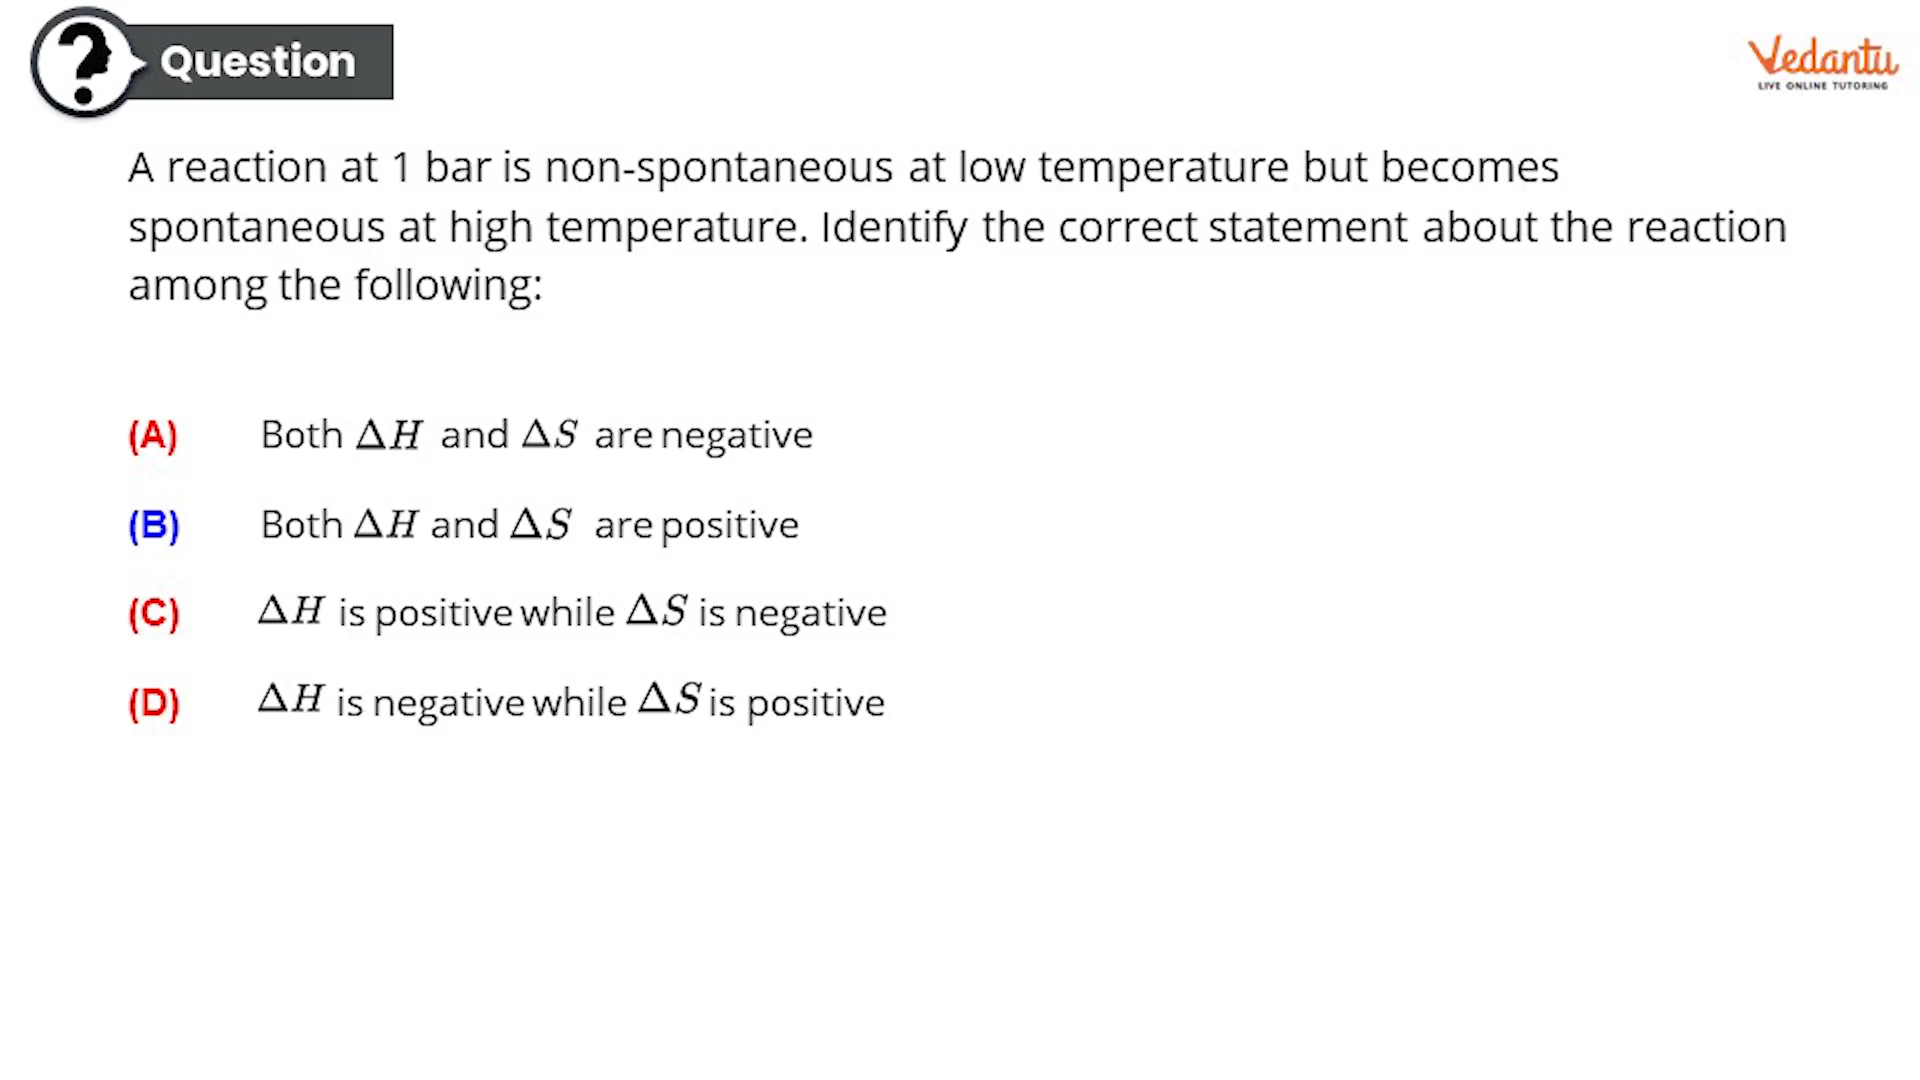 Question
Vedantu
LIVE ONLINE TUTORING
A reaction at 1 bar is non-spontaneous at low temperature but becomes
spontaneous at high temperature. Identify the correct statement about the reaction
among the following:
(A) Both ΔH and ΔS are negative
(B) Both ΔH and ΔS are positive
(C) ΔH is positive while ΔS is negative
(D) ΔH is negative while ΔS is positive